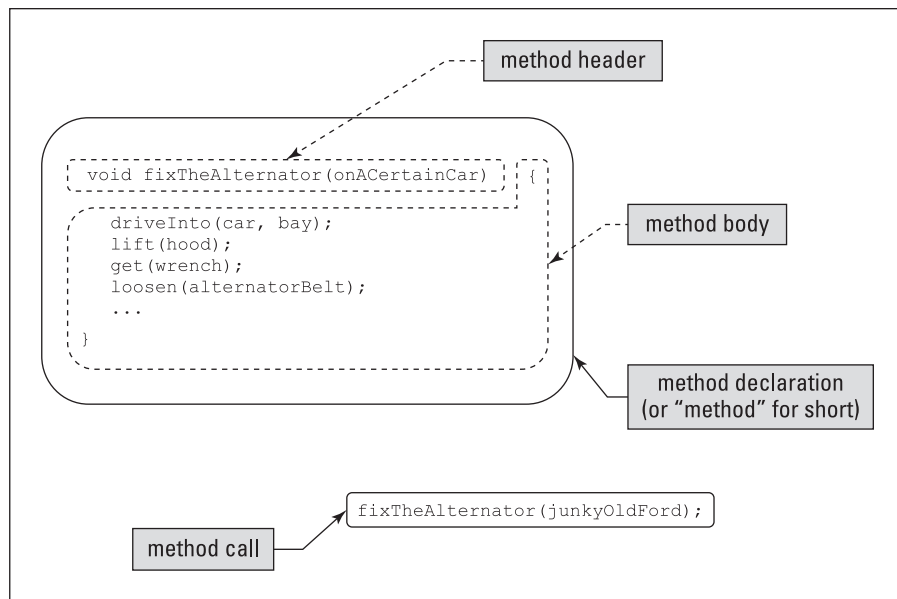 method header
void fixTheAlternator(onACertainCar) {
driveInto(car, bay);
lift(hood);
get(wrench);
loosen(alternatorBelt);
...
}
method body
method declaration
(or “method” for short)
fixTheAlternator(junkyOldFord);
method call